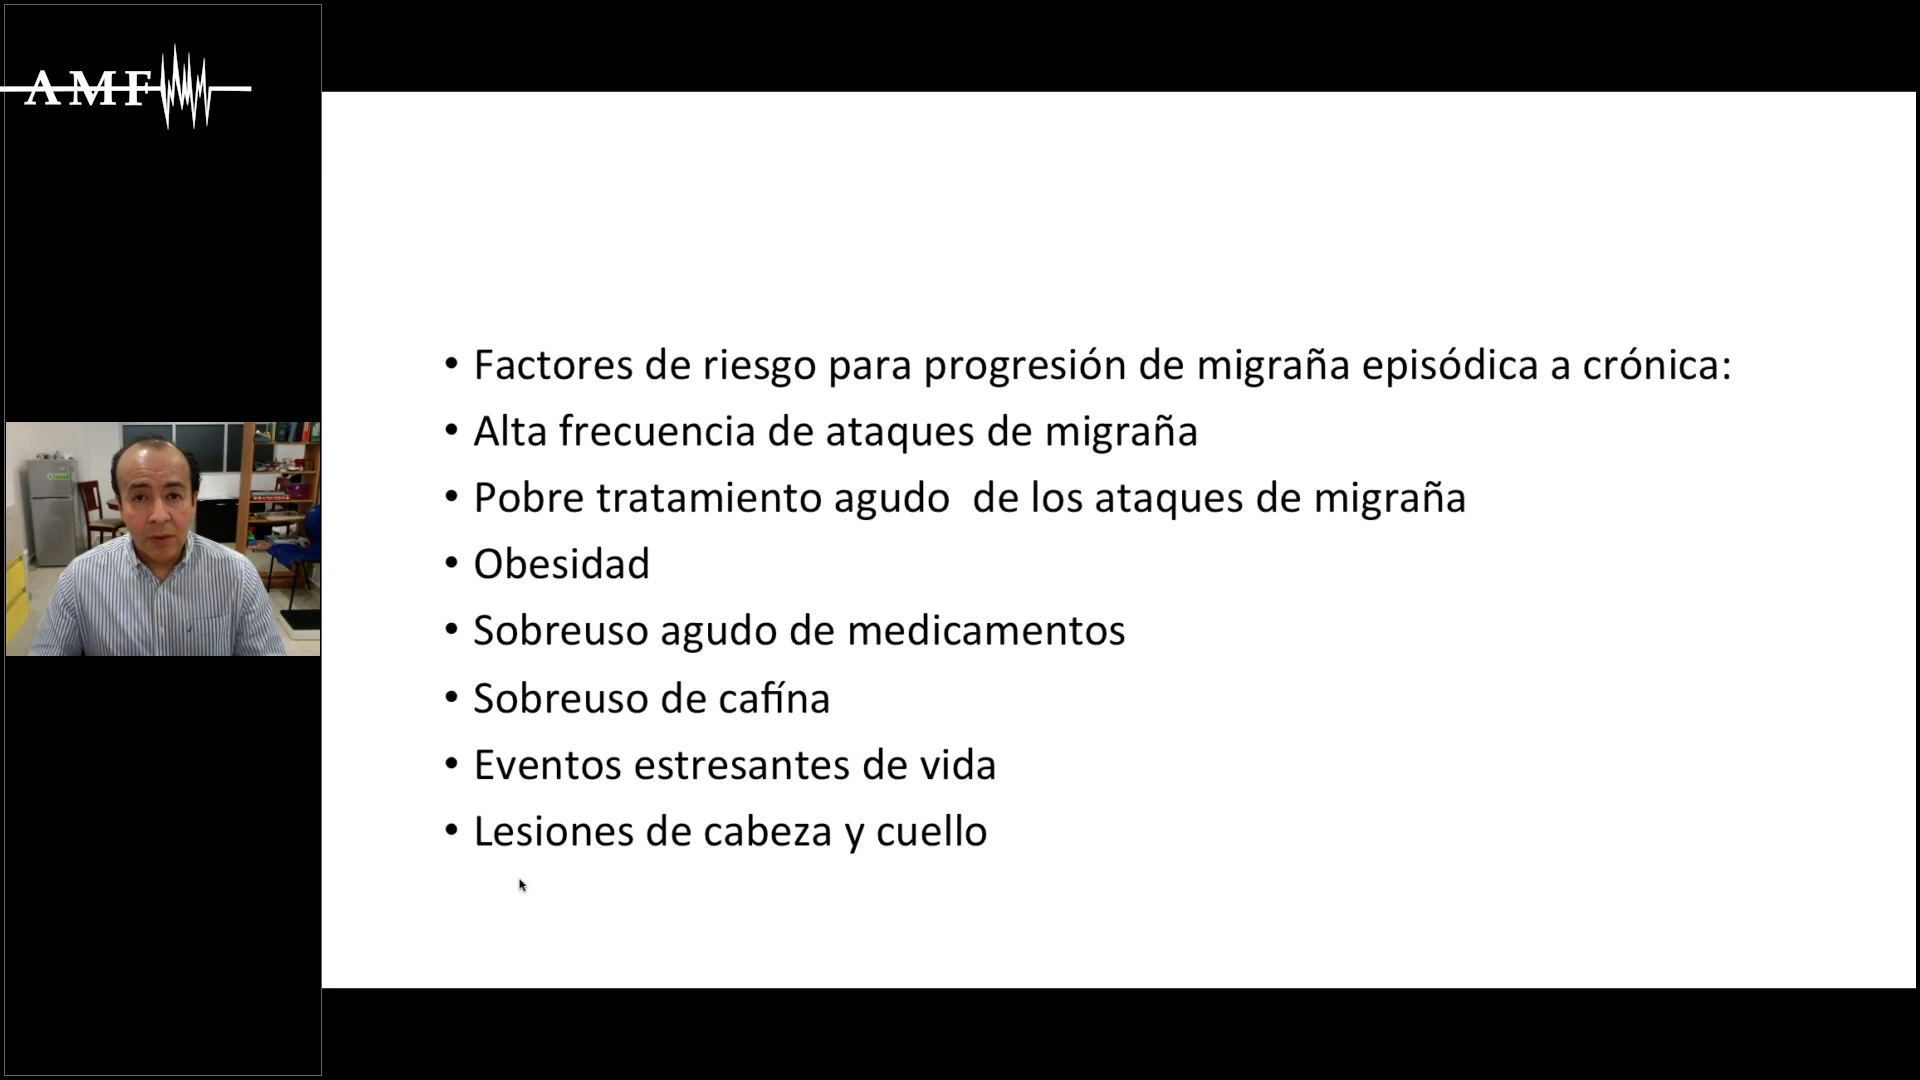 AMF
• Factores de riesgo para progresión de migraña episódica a crónica:
• Alta frecuencia de ataques de migraña
• Pobre tratamiento agudo  de los ataques de migraña
• Obesidad
• Sobreuso agudo de medicamentos
• Sobreuso de cafína
• Eventos estresantes de vida
• Lesiones de cabeza y cuello